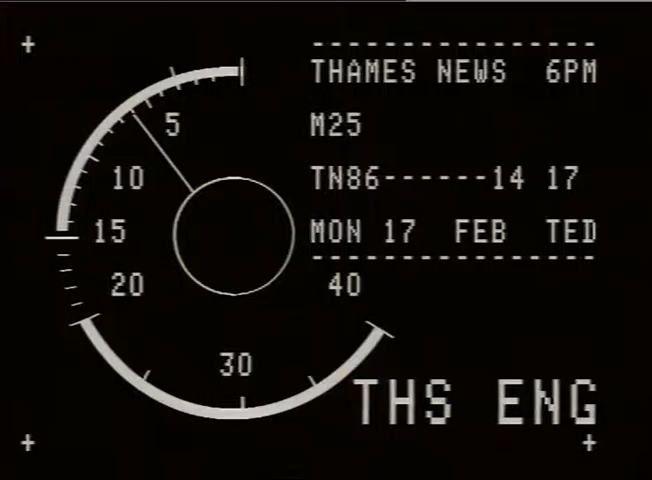 THAMES NEWS 6PM
5
M25
10
TN86------14 17
15
MON 17 FEB TED
20
40
30
THS ENG